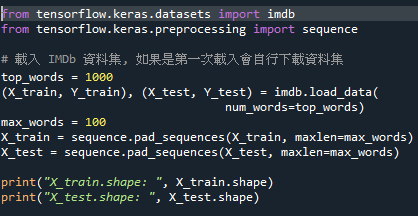 from tensorflow.keras.datasets import imdb
from tensorflow.keras.preprocessing import sequence
# 載入 IMDb 資料集, 如果是第一次載入會自行下載資料集
top_words = 1000
(X_train, Y_train), (X_test, Y_test) = imdb.load_data(
num_words=top_words)
max_words = 100
X_train = sequence.pad_sequences(X_train, maxlen=max_words)
X_test = sequence.pad_sequences(X_test, maxlen=max_words)
print("X_train.shape: ", X_train.shape)
print("X_test.shape: ", X_test.shape)